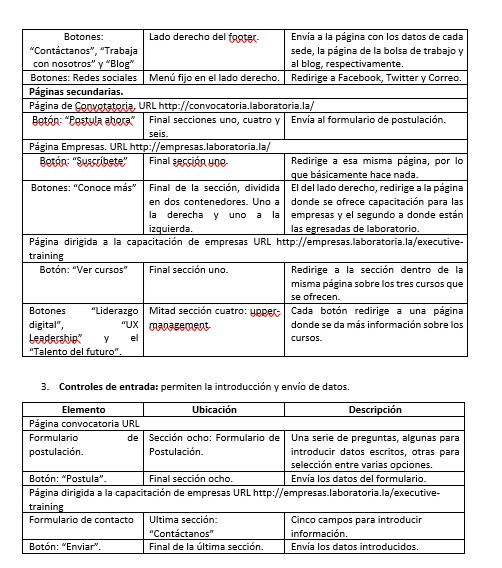 Botones: Lado derecho del footer. Envía a la página con los datos de cada
"Contáctanos", "Trabaja sede, la página de la bolsa de trabajo y
con nosotros" y "Blog" al blog, respectivamente.
Botones: Redes sociales Menú fijo en el lado derecho. Redirige a Facebook, Twitter y Correo.
Páginas secundarias.
Página de Convotatoria. URL http://convocatoria.laboratoria.la/
Botón: "Postula ahora" Final secciones uno, cuatro y Envía al formulario de postulación.
seis.
Página Empresas. URL http://empresas.laboratoria.la/
Botón: "Suscríbete" Final sección uno. Redirige a esa misma página, por lo
que básicamente hace nada.
Botones: "Conoce más" Final de la sección, dividida El del lado derecho, redirige a la página
en dos contenedores. Uno a donde se ofrece capacitación para las
la derecha y uno a la empresas y el segundo a donde están
izquierda. las egresadas de laboratorio.
Página dirigida a la capacitación de empresas URL http://empresas.laboratoria.la/executive-
training
Botón: "Ver cursos" Final sección uno. Redirige a la sección dentro de la
misma página sobre los tres cursos que
se ofrecen.
Botones "Liderazgo Mitad sección cuatro: upper- Cada botón redirige a una página
digital", "UX management. donde se da más información sobre los
Leadership" y el cursos.
"Talento del futuro".
3. Controles de entrada: permiten la introducción y envío de datos.
Elemento Ubicación Descripción
Página convocatoria URL
Formulario de Sección ocho: Formulario de Una serie de preguntas, algunas para
postulación. Postulación. introducir datos escritos, otras para
selección entre varias opciones.
Botón: "Postula". Final sección ocho. Envía los datos del formulario.
Página dirigida a la capacitación de empresas URL http://empresas.laboratoria.la/executive-
training
Formulario de contacto Ultima sección: Cinco campos para introducir
"Contáctanos" información.
Botón: "Enviar". Final de la última sección. Envía los datos introducidos.